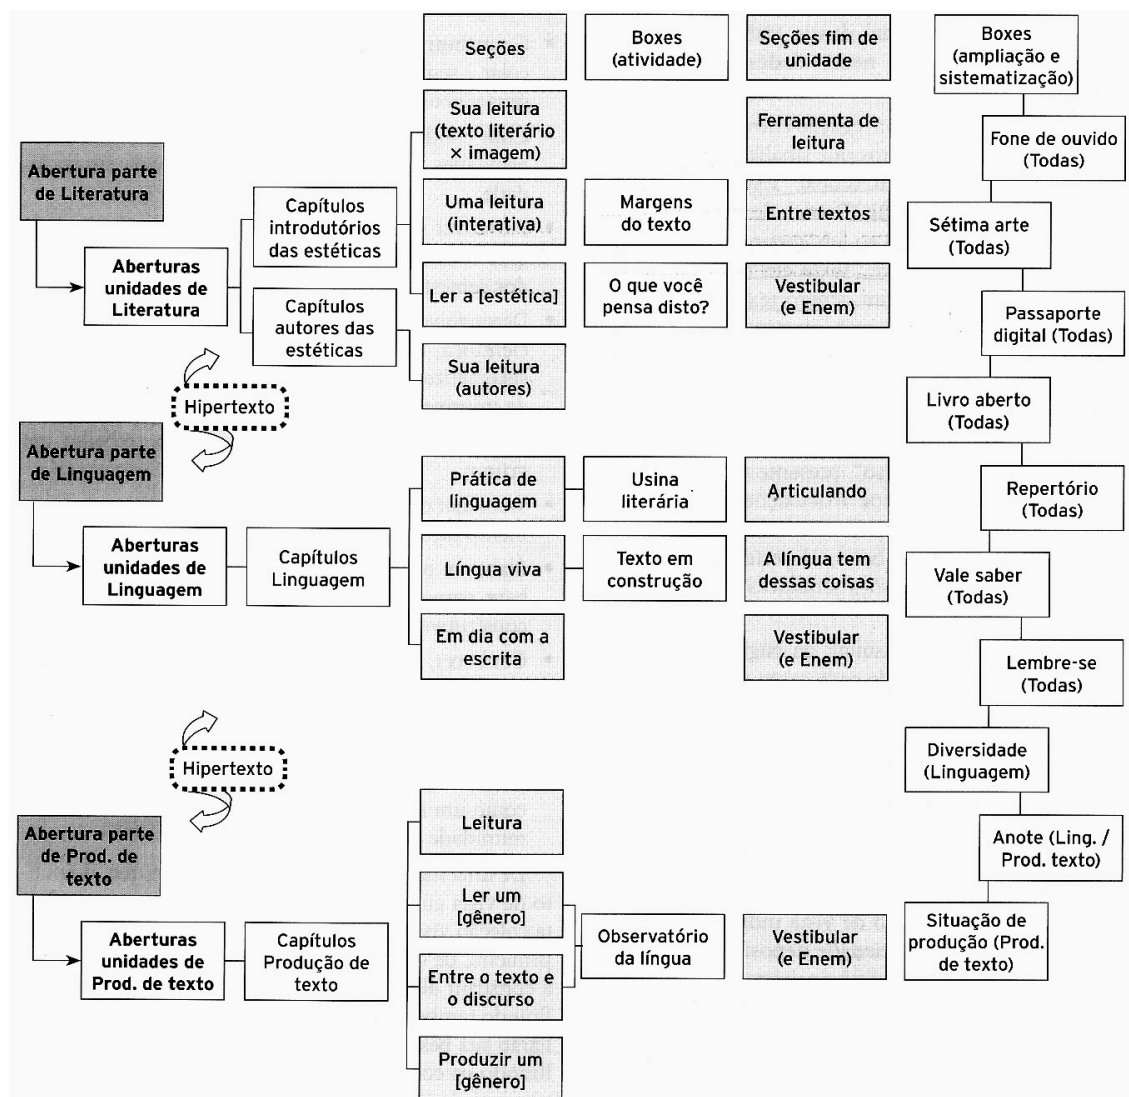 Seções
Boxes
(atividade)
Seções fim de
unidade
Boxes
(ampliação e
sistematização)
Abertura parte
de Literatura
Aberturas
unidades de
Literatura
Capítulos
introdutórios
das estéticas
Capítulos
autores das
estéticas
Sua leitura
(texto literário
× imagem)
Uma leitura
(interativa)
Ler a [estética]
Sua leitura
(autores)
Margens
do texto
O que você
pensa disto?
Ferramenta de
leitura
Entre textos
Vestibular
(e Enem)
Hipertexto
Abertura parte
de Linguagem
Aberturas
unidades de
Linguagem
Capítulos
Linguagem
Prática de
linguagem
Língua viva
Em dia com a
escrita
Usina
literária
Texto em
construção
Articulando
A língua tem
dessas coisas
Vestibular
(e Enem)
Hipertexto
Abertura parte
de Prod. de
texto
Aberturas
unidades de
Prod. de texto
Capítulos
Produção de
texto
Leitura
Ler um
[gênero]
Entre o texto e
o discurso
Produzir um
[gênero]
Observatório
da língua
Vestibular
(e Enem)
Fone de ouvido
(Todas)
Sétima arte
(Todas)
Passaporte
digital (Todas)
Livro aberto
(Todas)
Repertório
(Todas)
Vale saber
(Todas)
Lembre-se
(Todas)
Diversidade
(Linguagem)
Anote (Ling. /
Prod. texto)
Situação de
produção (Prod.
de texto)